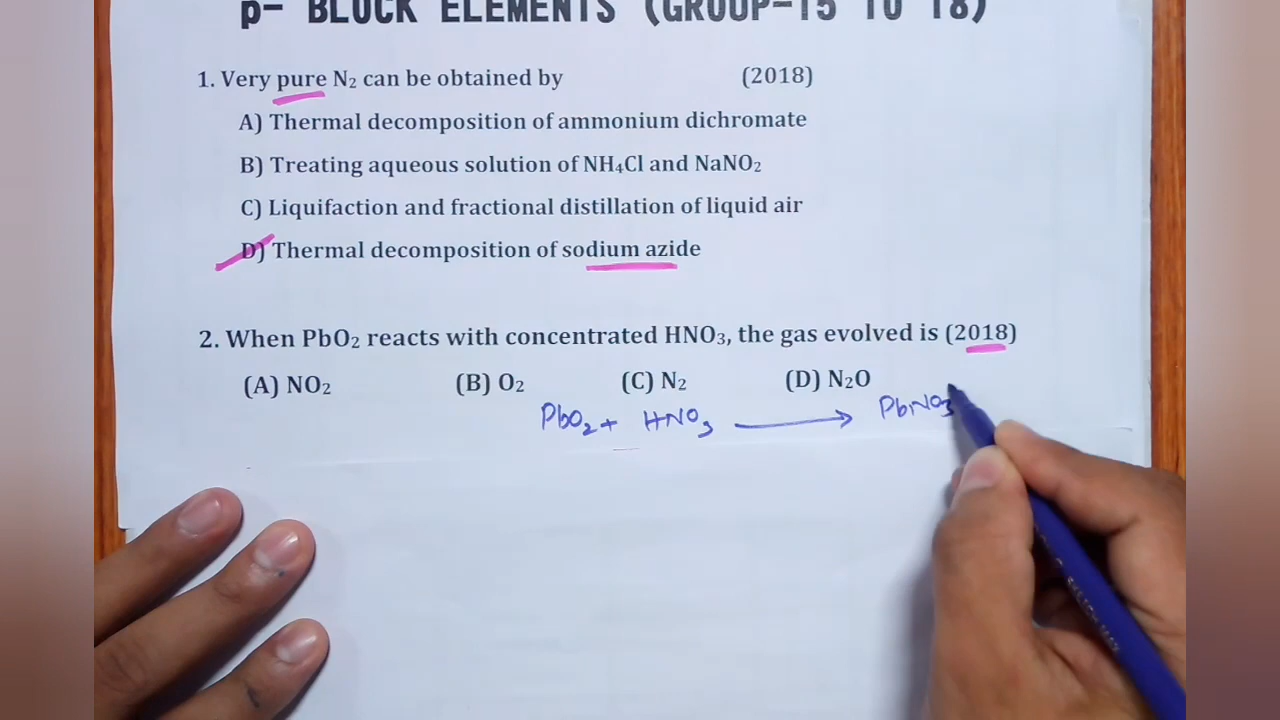 p- BLOCK ELEMENTS (GROUP-15 TO 18)
1. Very pure N₂ can be obtained by (2018)
A) Thermal decomposition of ammonium dichromate
B) Treating aqueous solution of NH₄Cl and NaNO₂
C) Liquifaction and fractional distillation of liquid air
D) Thermal decomposition of sodium azide
2. When PbO₂ reacts with concentrated HNO₃, the gas evolved is (2018)
(A) NO₂ (B) O₂ (C) N₂ (D) N₂O
PbO₂ + HNO₃ ⟶ PbNO₃